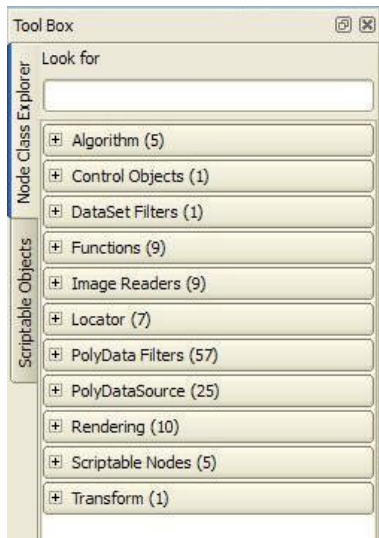 Tool Box
Node Class Explorer
Scriptable Objects
Look for
Algorithm (5)
Control Objects (1)
DataSet Filters (1)
Functions (9)
Image Readers (9)
Locator (7)
PolyData Filters (57)
PolyDataSource (25)
Rendering (10)
Scriptable Nodes (5)
Transform (1)